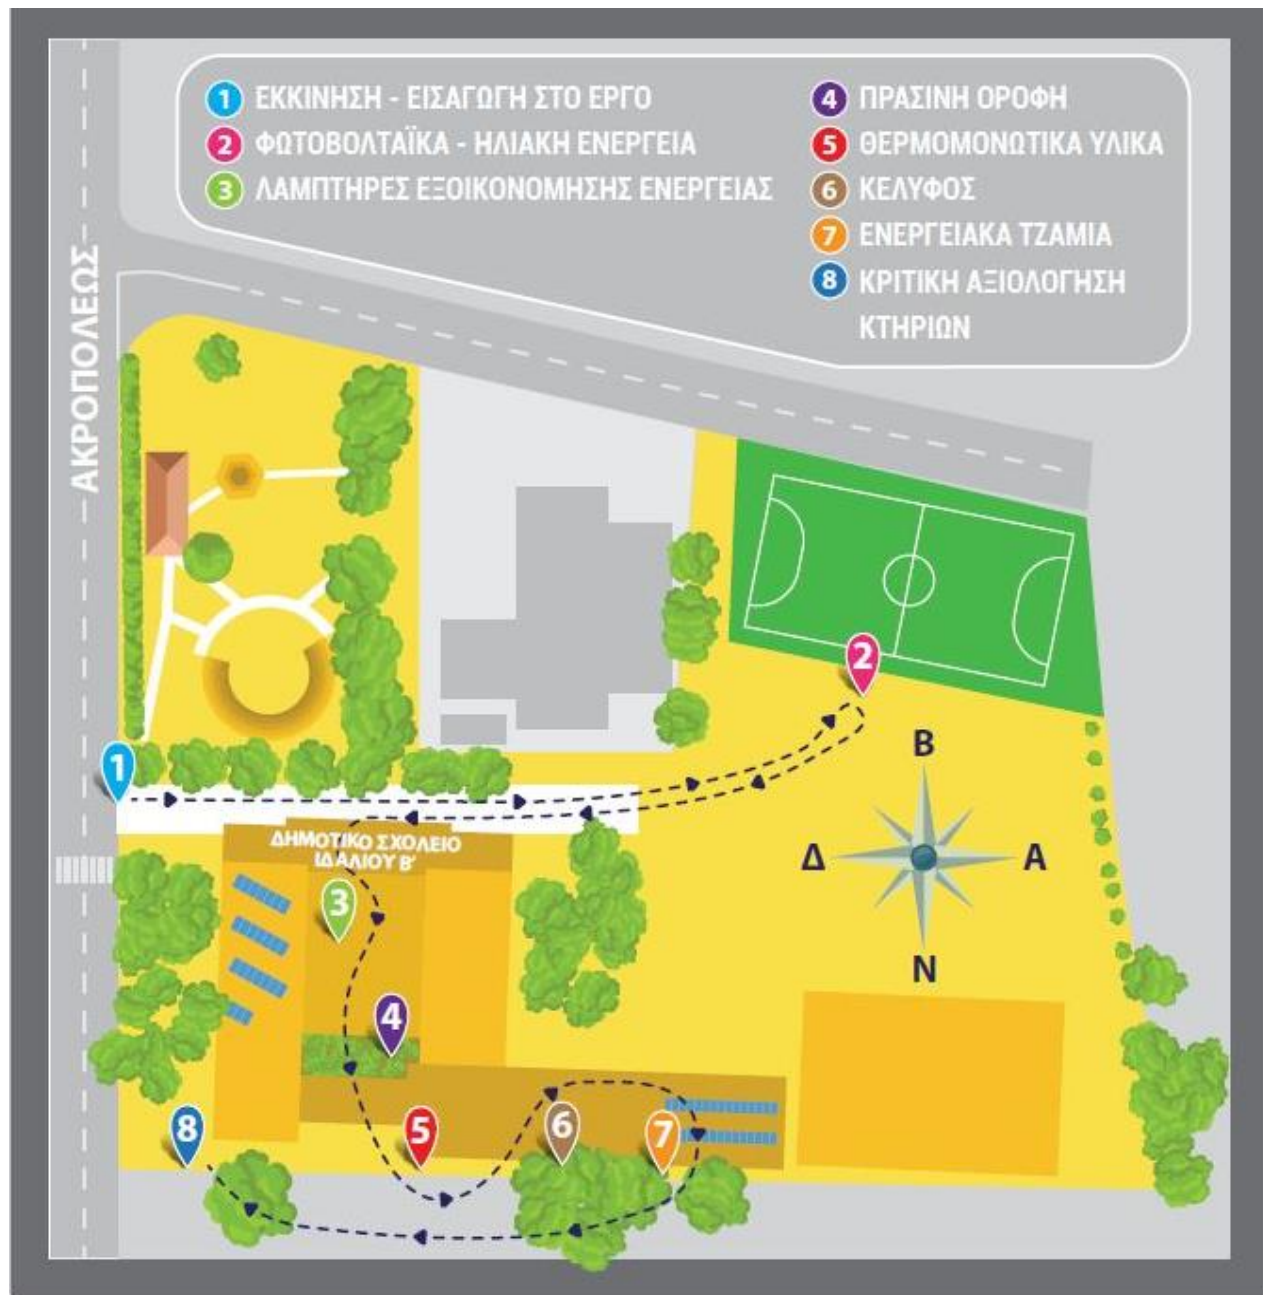 1 ΕΚΚΙΝΗΣΗ - ΕΙΣΑΓΩΓΗ ΣΤΟ ΕΡΓΟ
2 ΦΩΤΟΒΟΛΤΑΪΚΑ - ΗΛΙΑΚΗ ΕΝΕΡΓΕΙΑ
3 ΛΑΜΠΤΗΡΕΣ ΕΞΟΙΚΟΝΟΜΗΣΗΣ ΕΝΕΡΓΕΙΑΣ
4 ΠΡΑΣΙΝΗ ΟΡΟΦΗ
5 ΘΕΡΜΟΜΟΝΩΤΙΚΑ ΥΛΙΚΑ
6 ΚΕΛΥΦΟΣ
7 ΕΝΕΡΓΕΙΑΚΑ ΤΖΑΜΙΑ
8 ΚΡΙΤΙΚΗ ΑΞΙΟΛΟΓΗΣΗ
ΚΤΗΡΙΩΝ
ΑΚΡΟΠΟΛΕΩΣ
2
1
Β
Δ
Α
Ν
ΔΗΜΟΤΙΚΟ ΣΧΟΛΕΙΟ
ΙΔΑΛΙΟΥ Β'
3
4
8
5
6
7